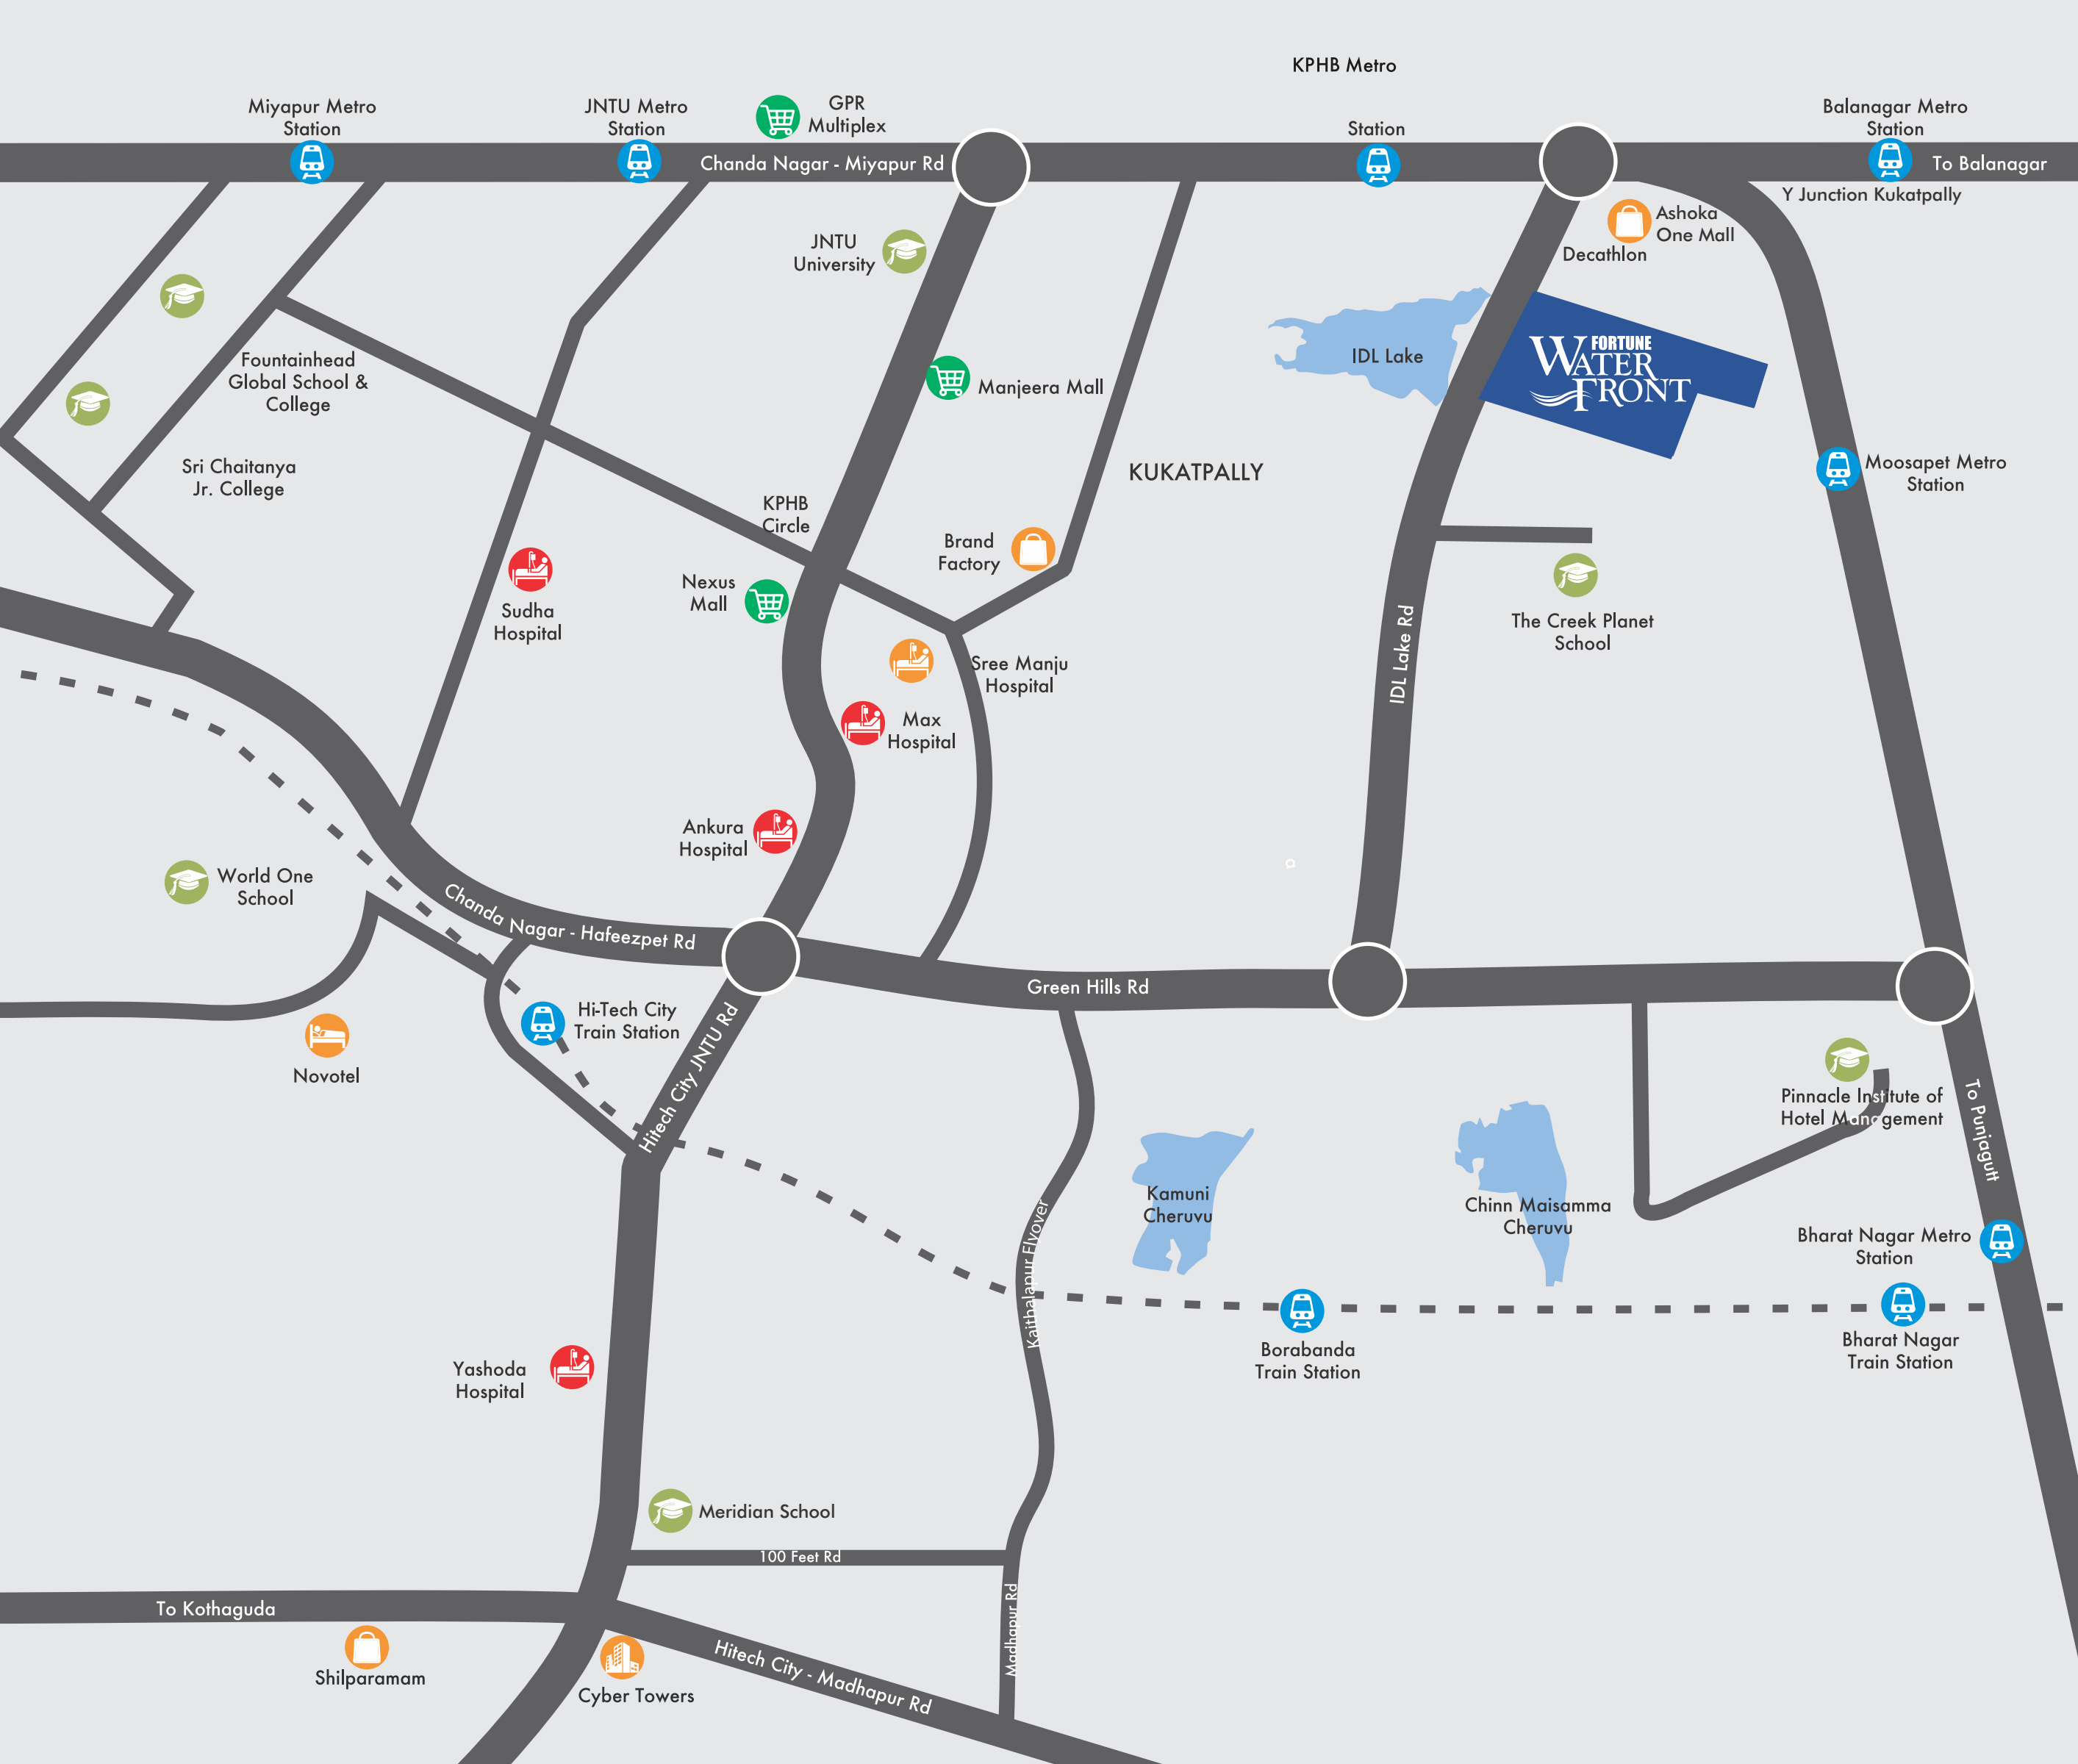 KPHB Metro
Miyapur Metro
Station
JNTU Metro
Station
GPR
Multiplex
Station
Balanagar Metro
Station
Chanda Nagar - Miyapur Rd
To Balanagar
Y Junction Kukatpally
Ashoka
One Mall
Decathlon
JNTU
University
IDL Lake
FORTUNE
WATER
FRONT
Fountainhead
Global School &
College
Manjeera Mall
Sri Chaitanya
Jr. College
KUKATPALLY
Moosapet Metro
Station
KPHB
Circle
Brand
Factory
Nexus
Mall
Sudha
Hospital
The Creek Planet
School
IDL Lake Rd
Sree Manju
Hospital
Max
Hospital
Ankura
Hospital
a
World One
School
Chanda Nagar - Hafeezpet Rd
Green Hills Rd
Hi-Tech City
Train Station
Hitech City JNTU Rd
Novotel
Pinnacle Institute of
Hotel Management
To Punjagutt
Kamuni
Cheruvu
Chinn Maisamma
Cheruvu
Kaithalapur Flyover
Bharat Nagar Metro
Station
Borabanda
Train Station
Bharat Nagar
Train Station
Yashoda
Hospital
Meridian School
100 Feet Rd
To Kothaguda
Madhapur Rd
Shilparamam
Cyber Towers
Hitech City - Madhapur Rd